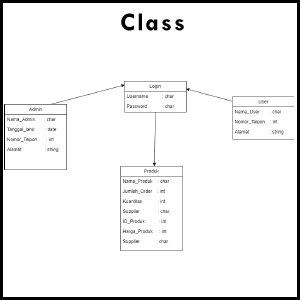 Class
Login
Username : char
Password : char
Admin
Nama_Admin : char
Tanggal_lahir : date
Nomor_Telpon : int
Alamat : string
User
Nama_User : char
Nomor_Telpon : int
Alamat : string
Produk
Nama_Produk : char
Jumlah_Order : int
Kuantitas : int
Supplier : char
ID_Produk : int
Harga_Produk : int
Supplier : char